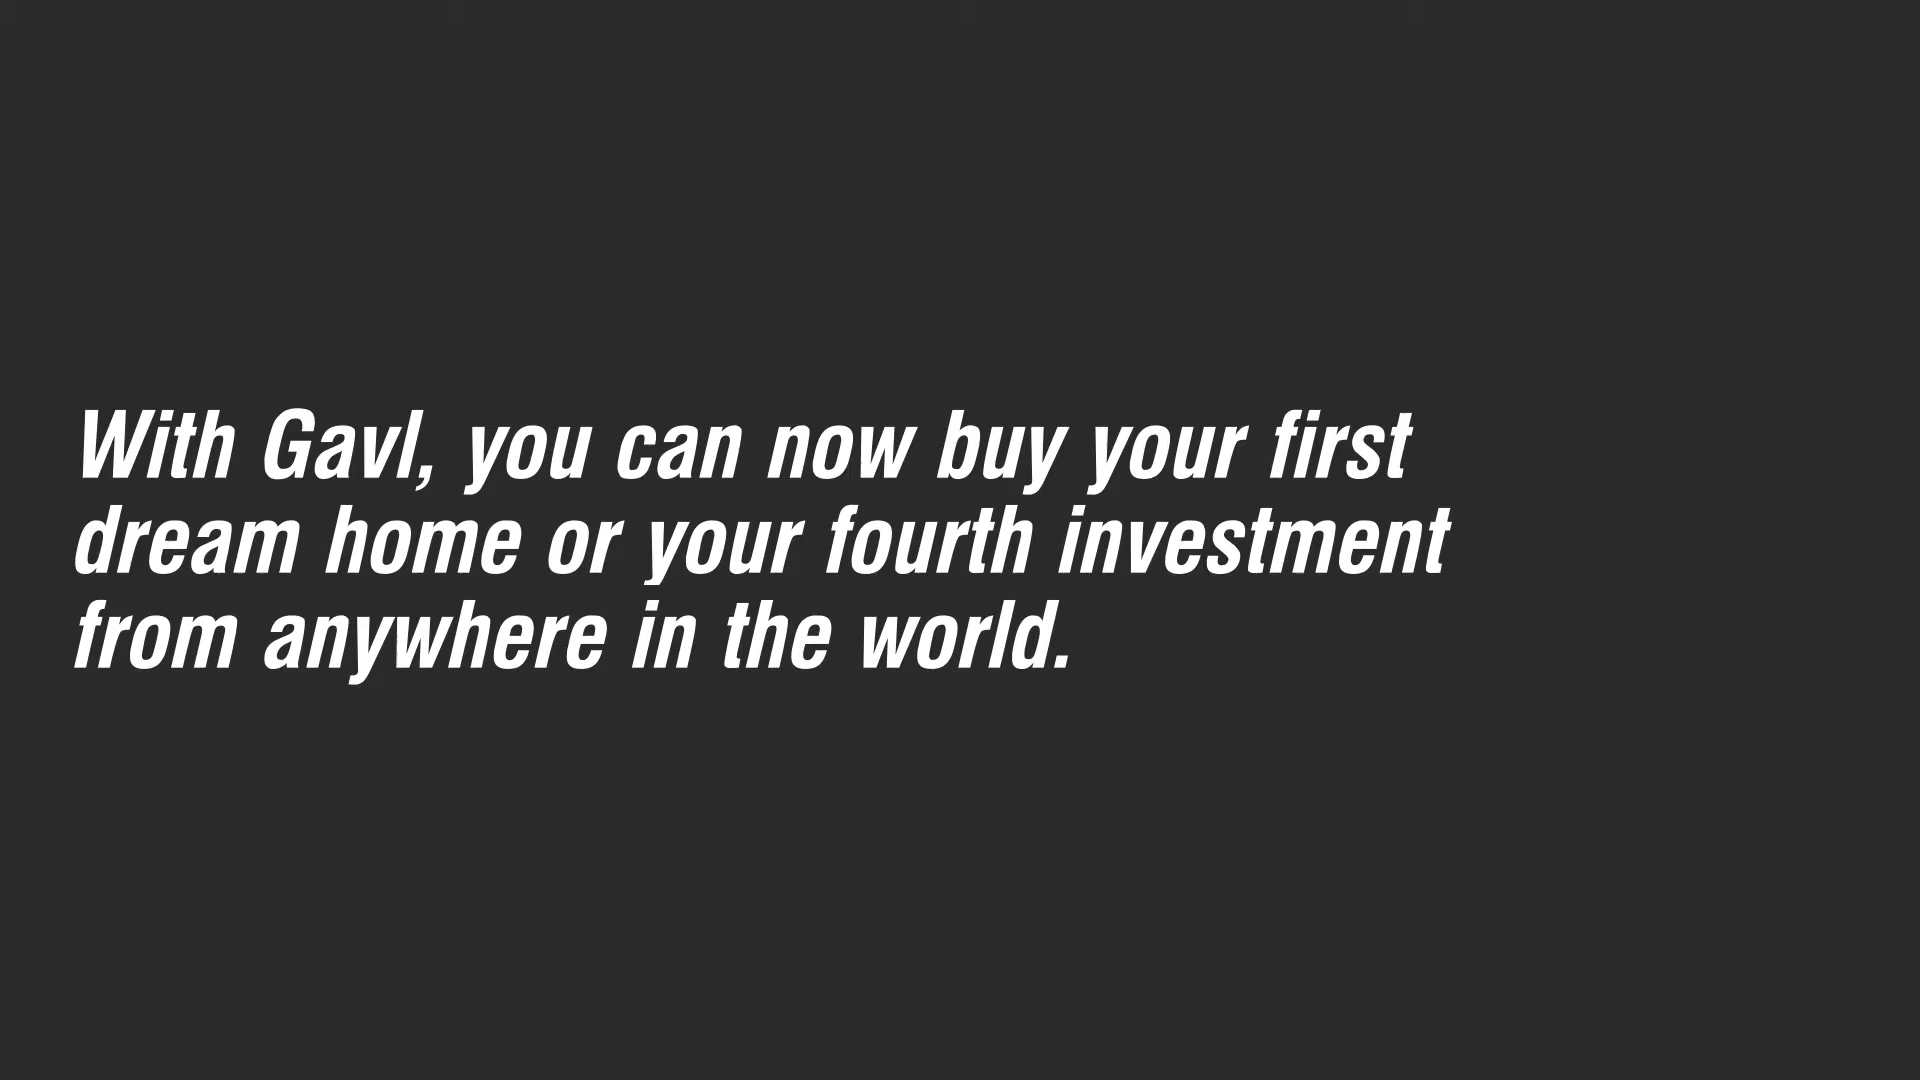 With Gavl, you can now buy your first
dream home or your fourth investment
from anywhere in the world.